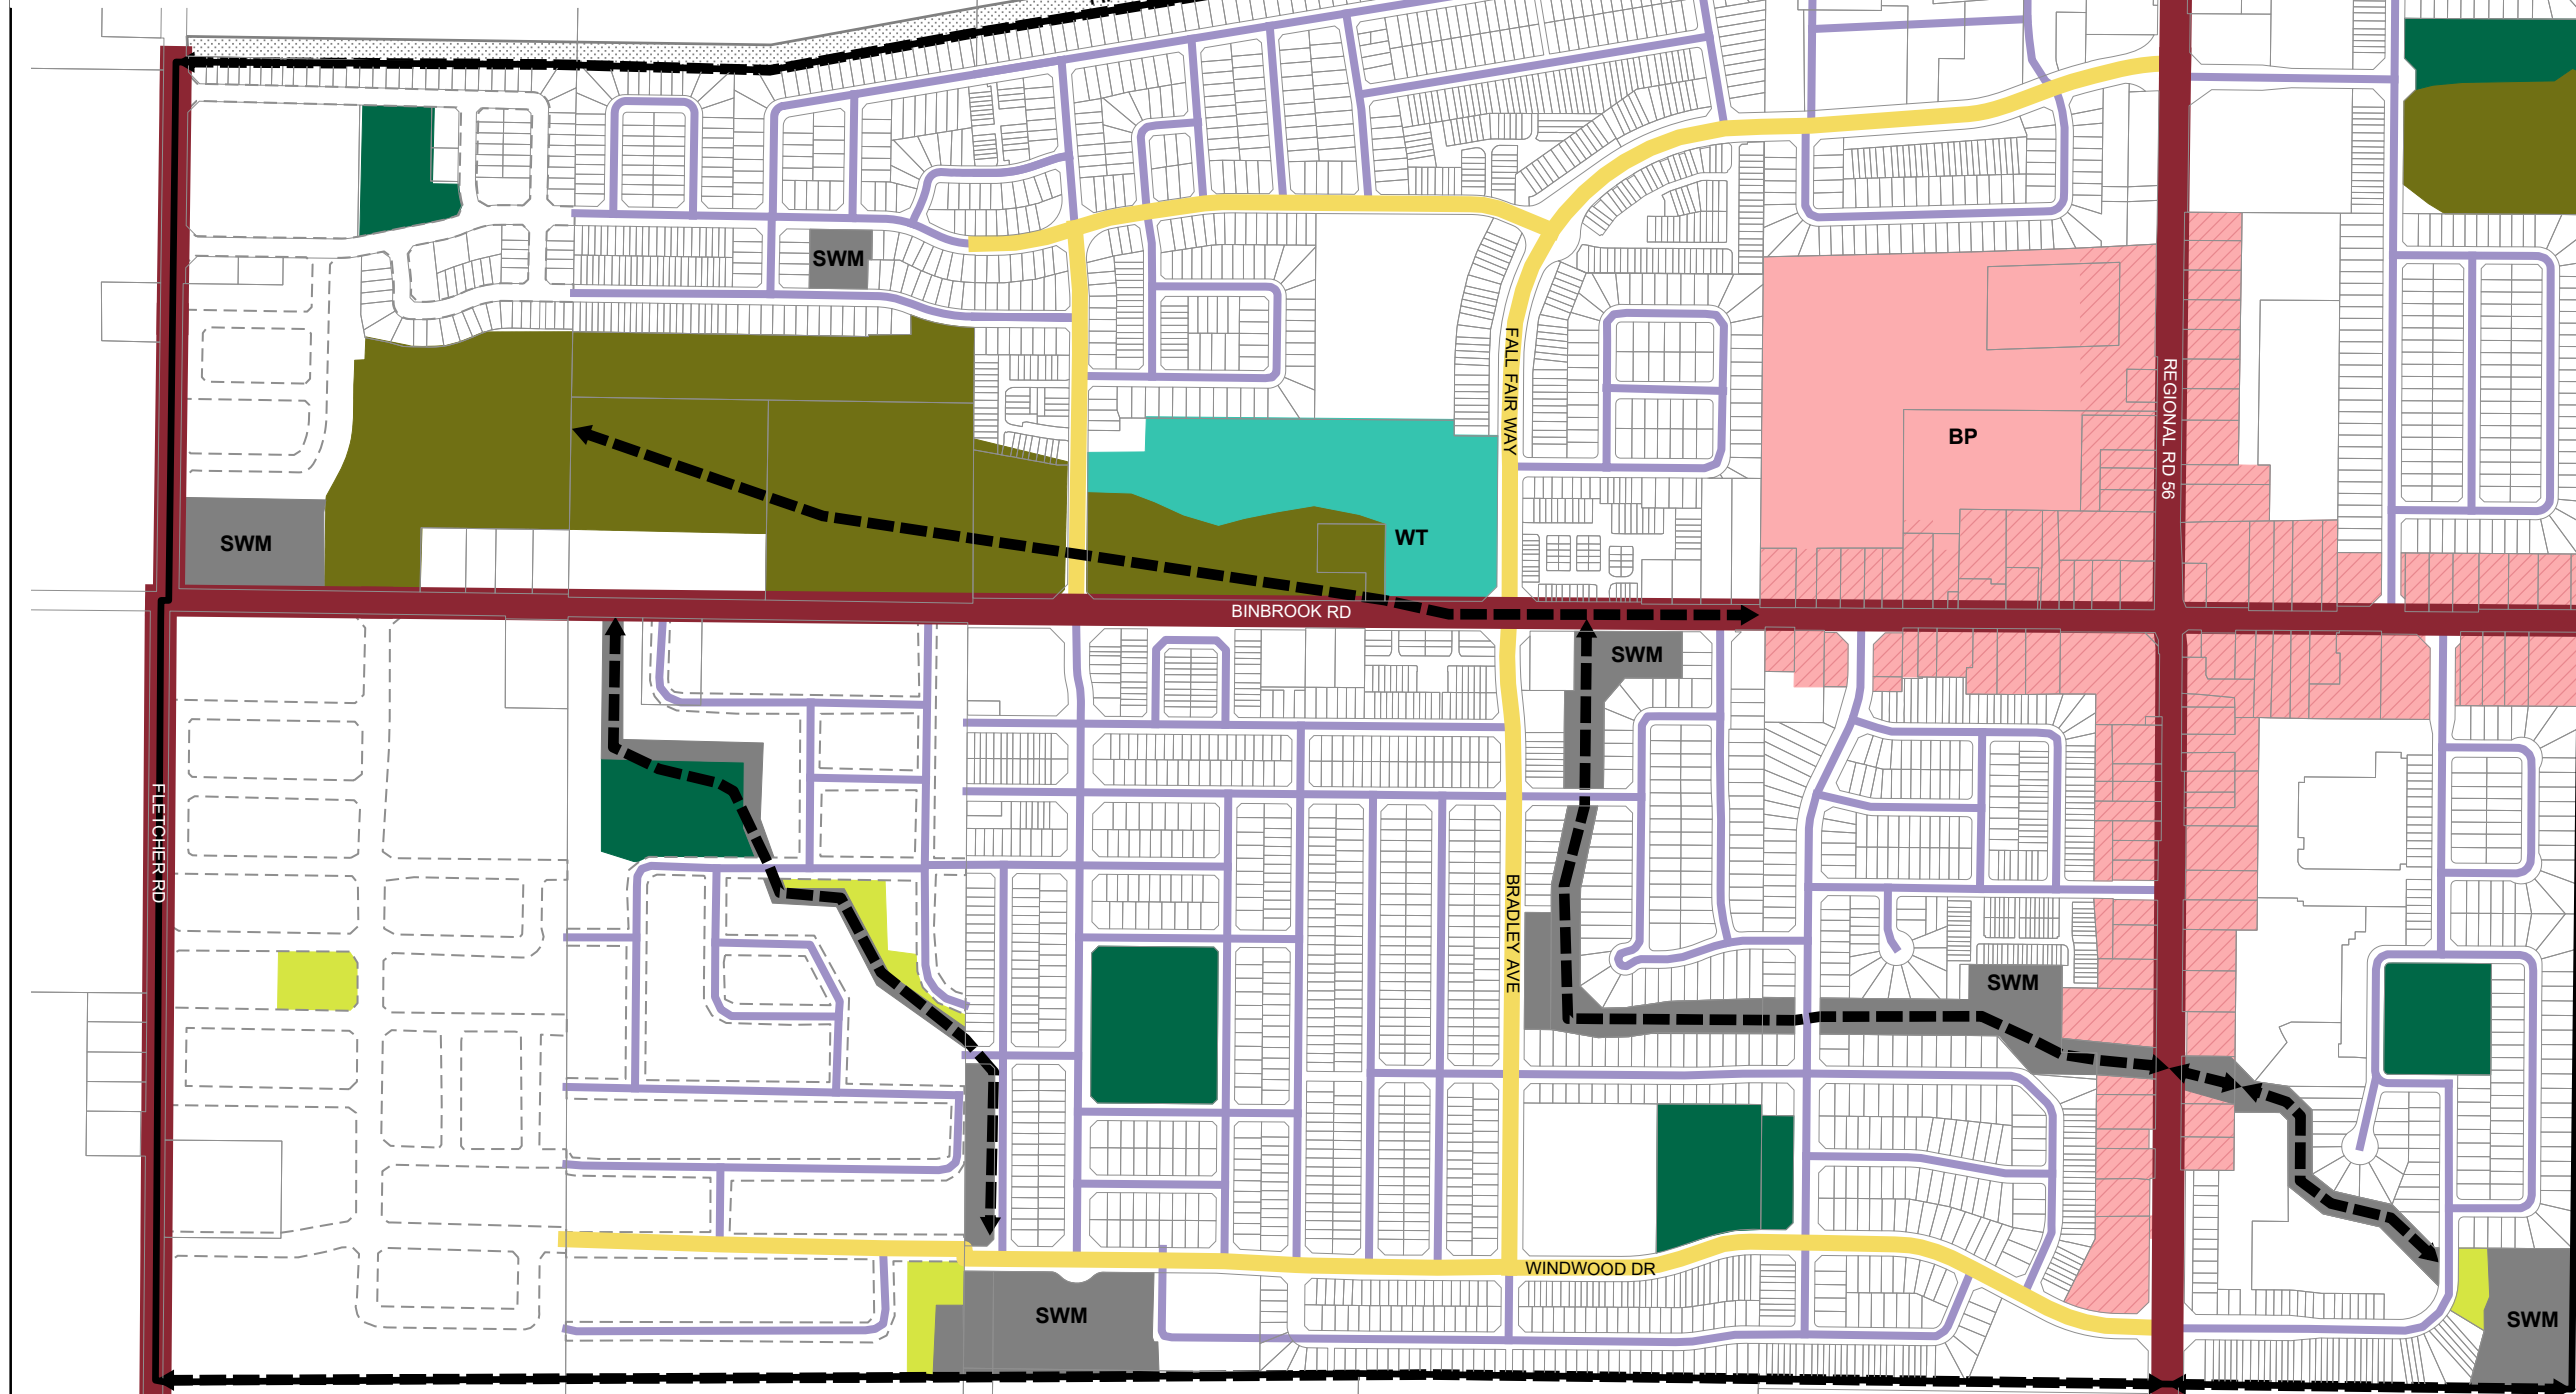 SWM
FALL FAIR WAY
REGIONAL RD 56
BP
SWM
WT
BINBROOK RD
SWM
FLETCHER RD
BRADLEY AVE
SWM
WINDWOOD DR
SWM
SWM